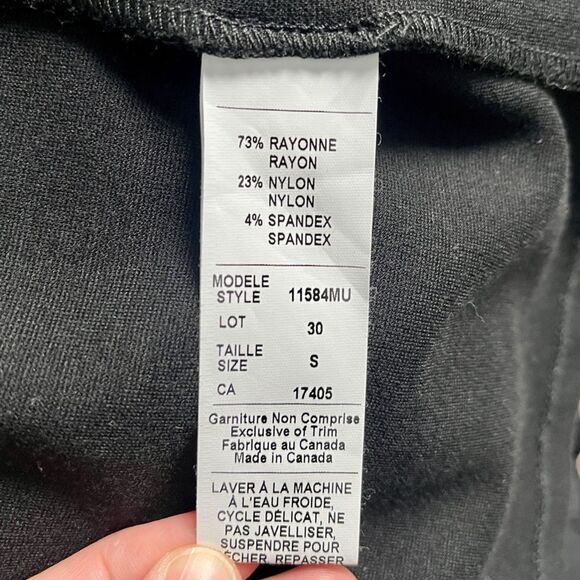 73% RAYONNE
RAYON
23% NYLON
NYLON
4% SPANDEX
SPANDEX
MODELE
STYLE 11584MU
LOT 30
TAILLE
SIZE S
CA 17405
Garniture Non Comprise
Exclusive of Trim
Fabrique au Canada
Made in Canada
LAVER À LA MACHINE
À L'EAU FROIDE,
CYCLE DÉLICAT, NE
PAS JAVELLISER,
SUSPENDRE POUR
SÉCHER, REPASSER